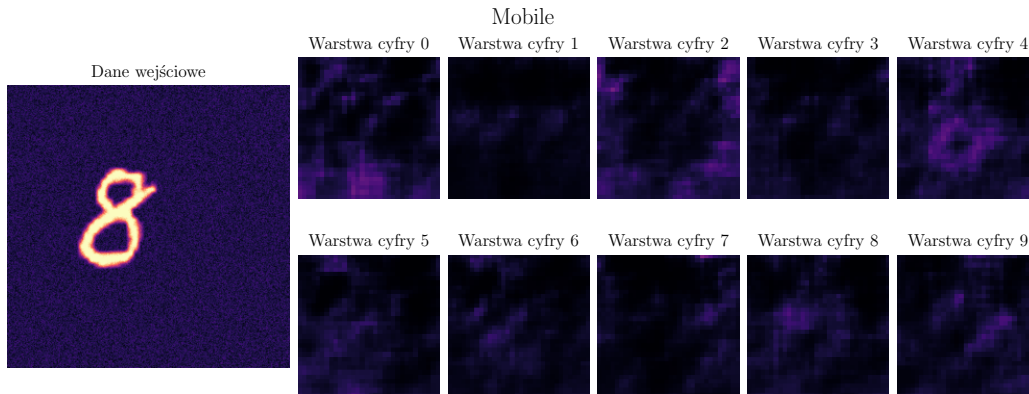 Mobile
Dane wejściowe
8
Warstwa cyfry 0
Warstwa cyfry 1
Warstwa cyfry 2
Warstwa cyfry 3
Warstwa cyfry 4
Warstwa cyfry 5
Warstwa cyfry 6
Warstwa cyfry 7
Warstwa cyfry 8
Warstwa cyfry 9